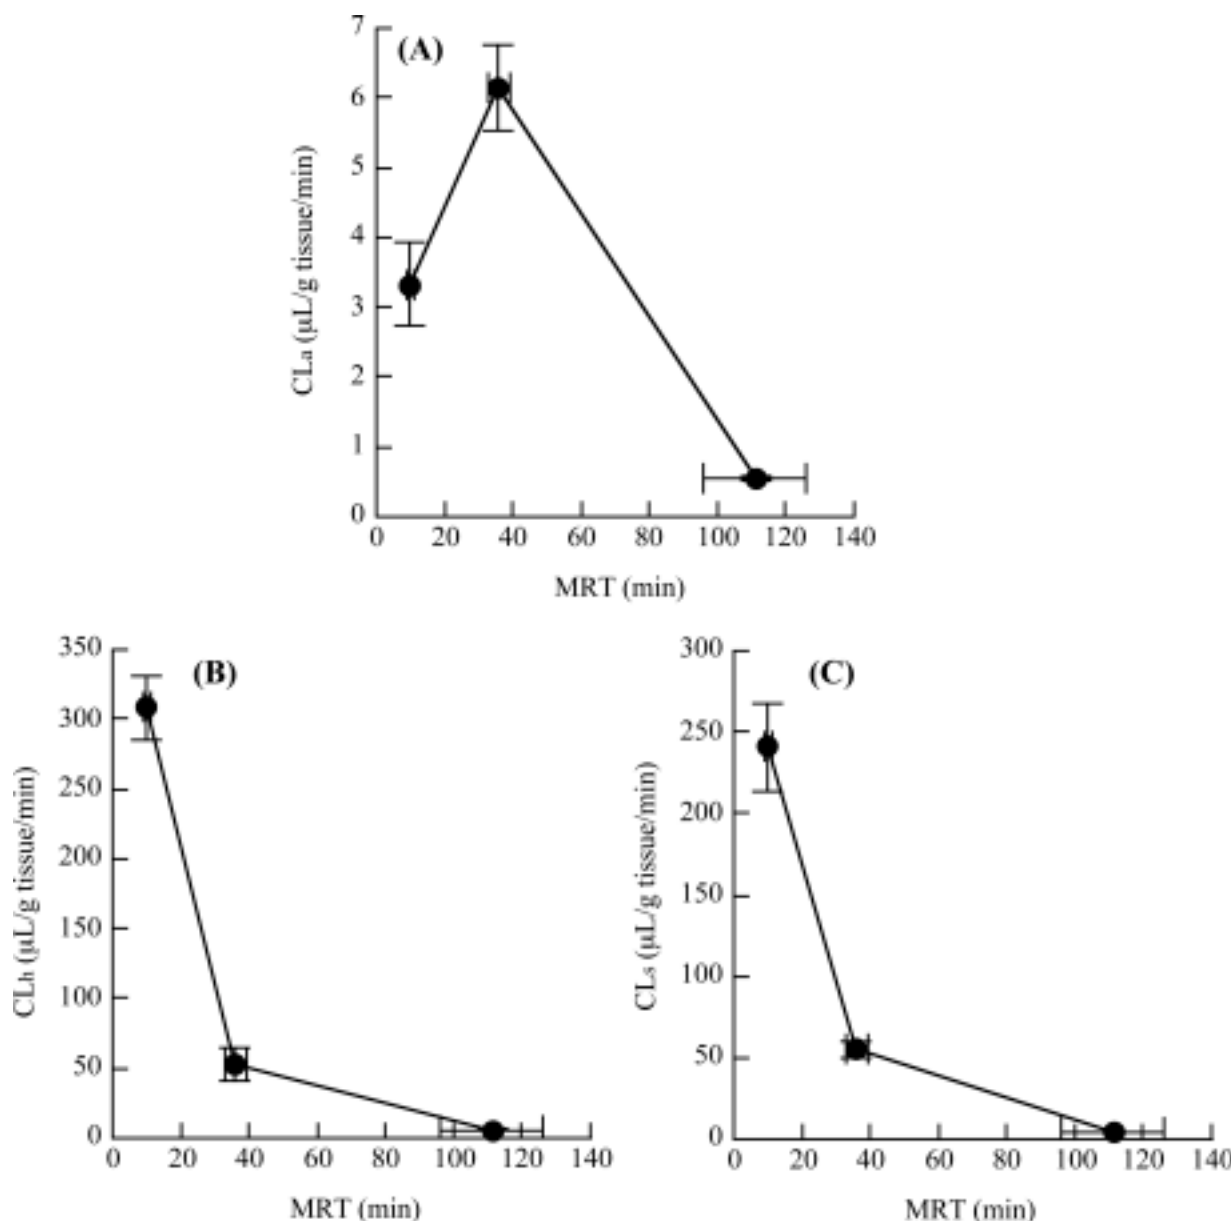 (A)
CLa (µL/g tissue/min)
7
6
5
4
3
2
1
0
0 20 40 60 80 100 120 140
MRT (min)
(B)
CLh (µL/g tissue/min)
350
300
250
200
150
100
50
0
0 20 40 60 80 100 120 140
MRT (min)
(C)
CLs (µL/g tissue/min)
300
250
200
150
100
50
0
0 20 40 60 80 100 120 140
MRT (min)